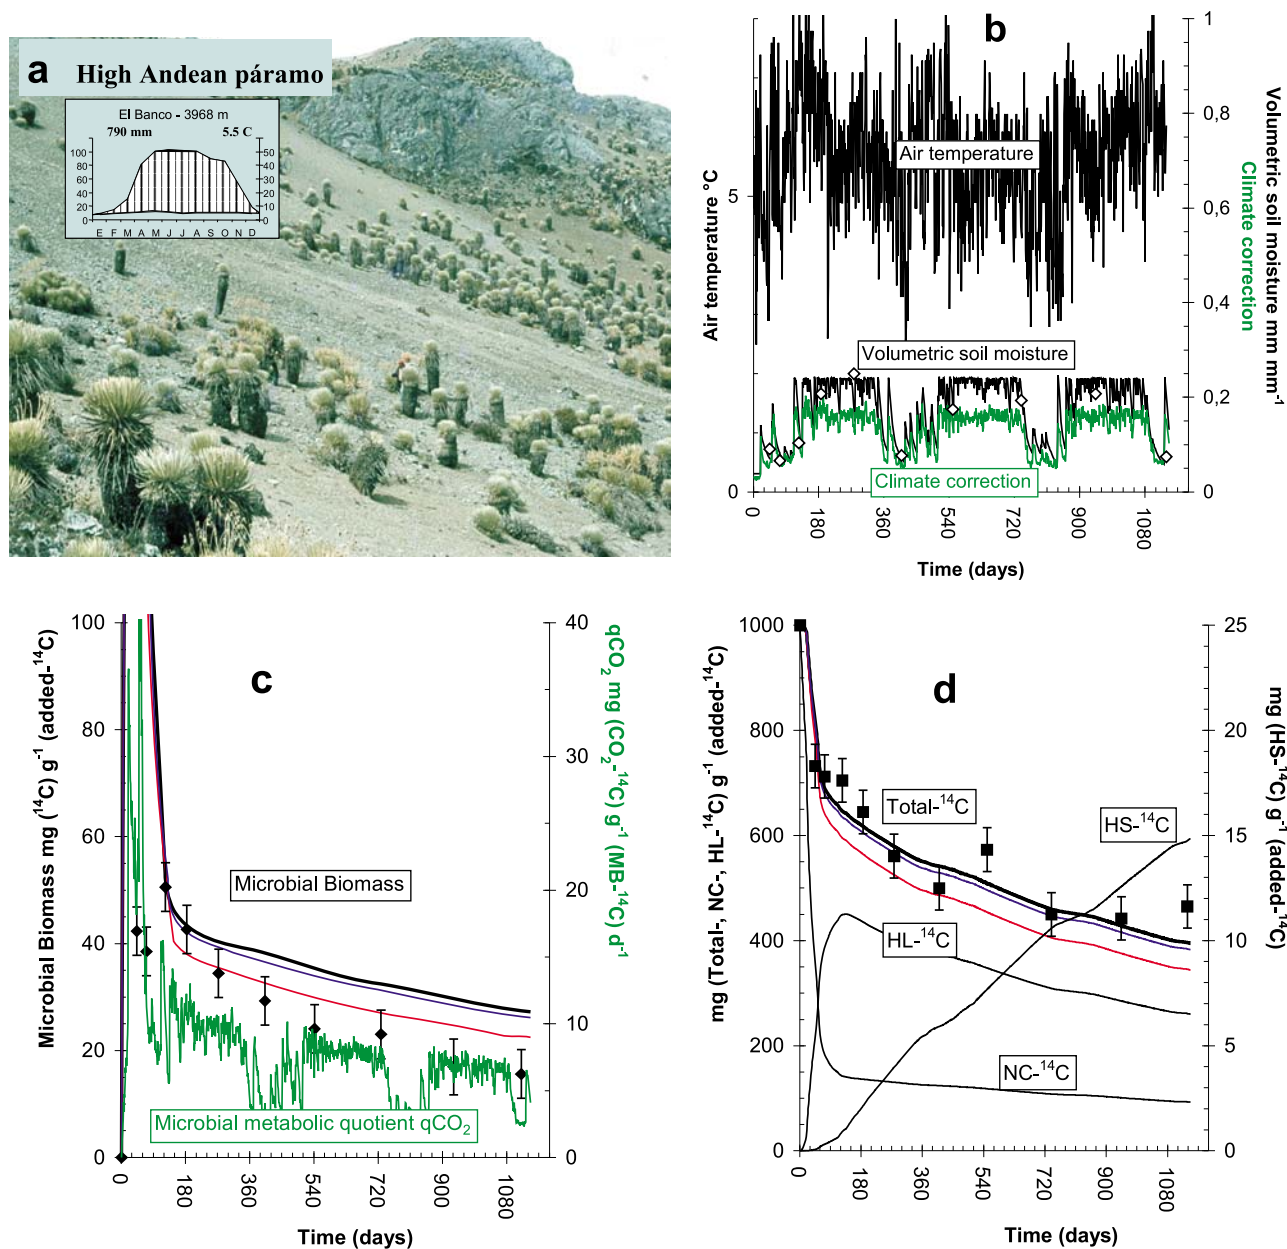 a High Andean páramo
El Banco - 3968 m
790 mm 5.5 C
100 50
80 40
60 30
40 20
20 10
0 0
E F M A M J J A S O N D
b
Air temperature °C
5
0
Air temperature
Volumetric soil moisture
Climate correction
1
0,8
0,6
0,4
0,2
0
Volumetric soil moisture mm mm-1
Climate correction
0 180 360 540 720 900 1080
Time (days)
c
Microbial Biomass mg (14C) g-1 (added-14C)
100
80
60
40
20
0
Microbial Biomass
Microbial metabolic quotient qCO2
40
30
20
10
0
qCO2 mg (CO2-14C) g-1
(MB-14C) d-1
0 180 360 540 720 900 1080
Time (days)
d
mg (Total-, NC-, HL-14C) g-1 (added-14C)
1000
800
600
400
200
0
Total-14C
HS-14C
HL-14C
NC-14C
25
20
15
10
5
0
mg (HS-14C) g-1 (added-14C)
0 180 360 540 720 900 1080
Time (days)